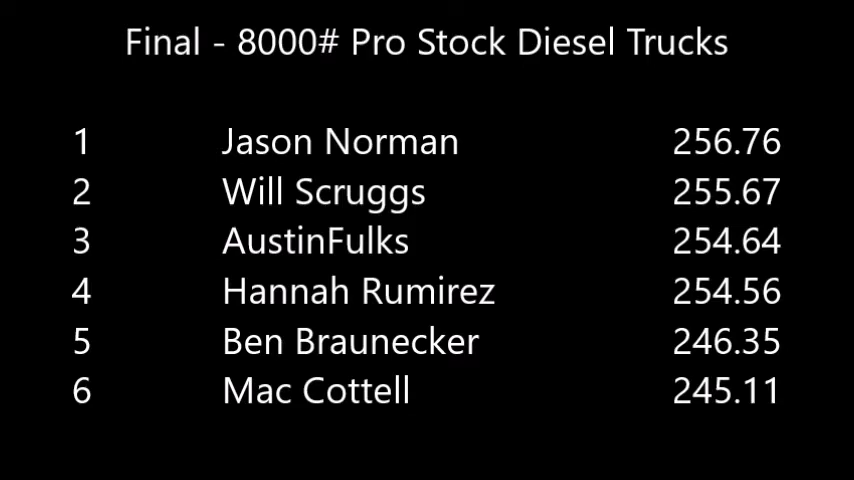 Final - 8000# Pro Stock Diesel Trucks
1 Jason Norman 256.76
2 Will Scruggs 255.67
3 AustinFulks 254.64
4 Hannah Rumirez 254.56
5 Ben Braunecker 246.35
6 Mac Cottell 245.11